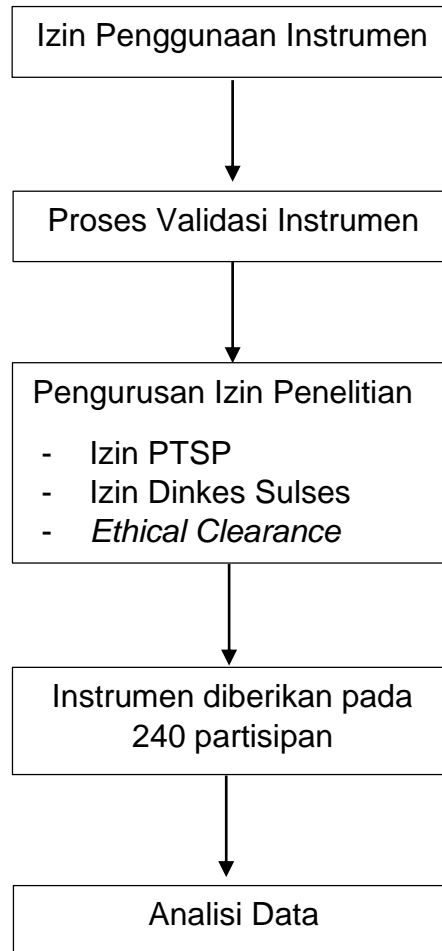 Izin Penggunaan Instrumen
Proses Validasi Instrumen
Pengurusan Izin Penelitian
- Izin PTSP
- Izin Dinkes Sulses
- Ethical Clearance
Instrumen diberikan pada
240 partisipan
Analisi Data